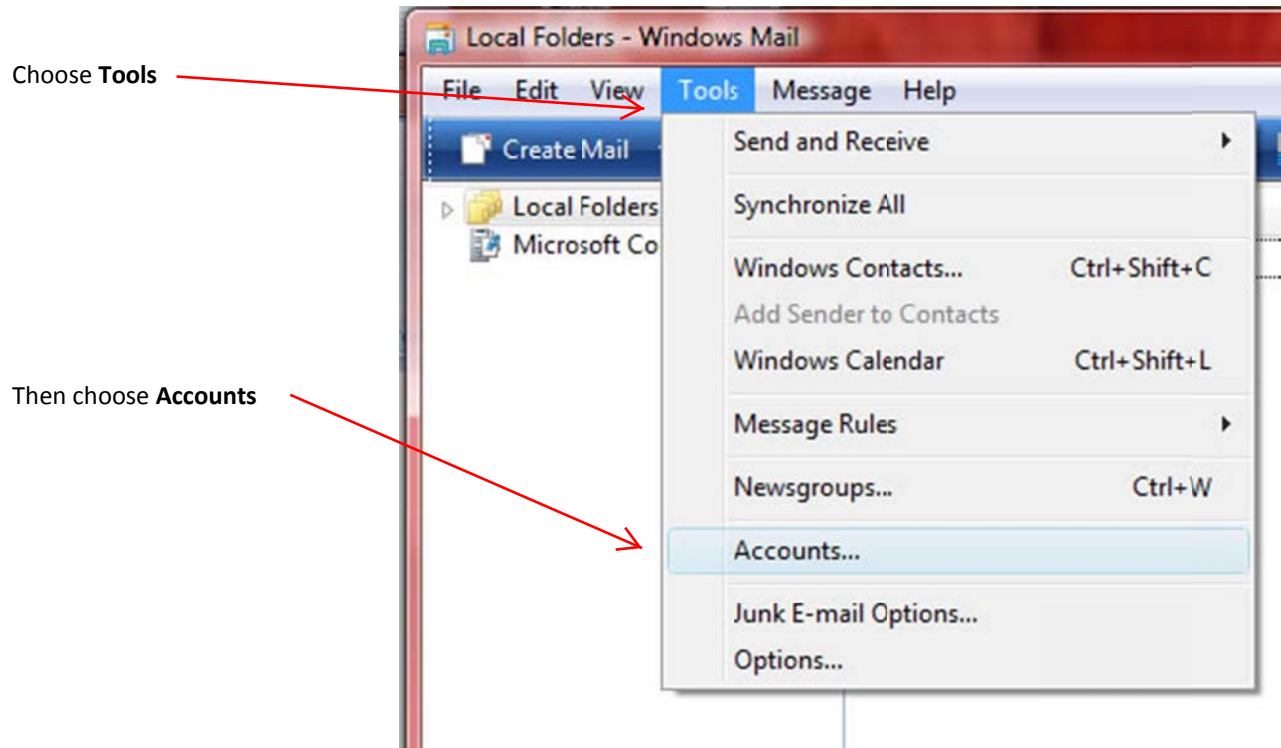 Local Folders - Windows Mail
Choose Tools
File Edit View Tools Message Help
Create Mail
Send and Receive
Local Folders
Synchronize All
Microsoft Co
Windows Contacts... Ctrl+Shift+C
Add Sender to Contacts
Windows Calendar Ctrl+Shift+L
Then choose Accounts
Message Rules
Newsgroups... Ctrl+W
Accounts...
Junk E-mail Options...
Options...